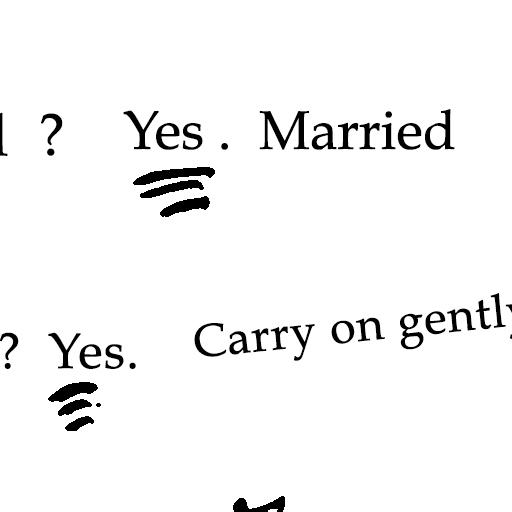 ? Yes. Married
? Yes. Carry on gently